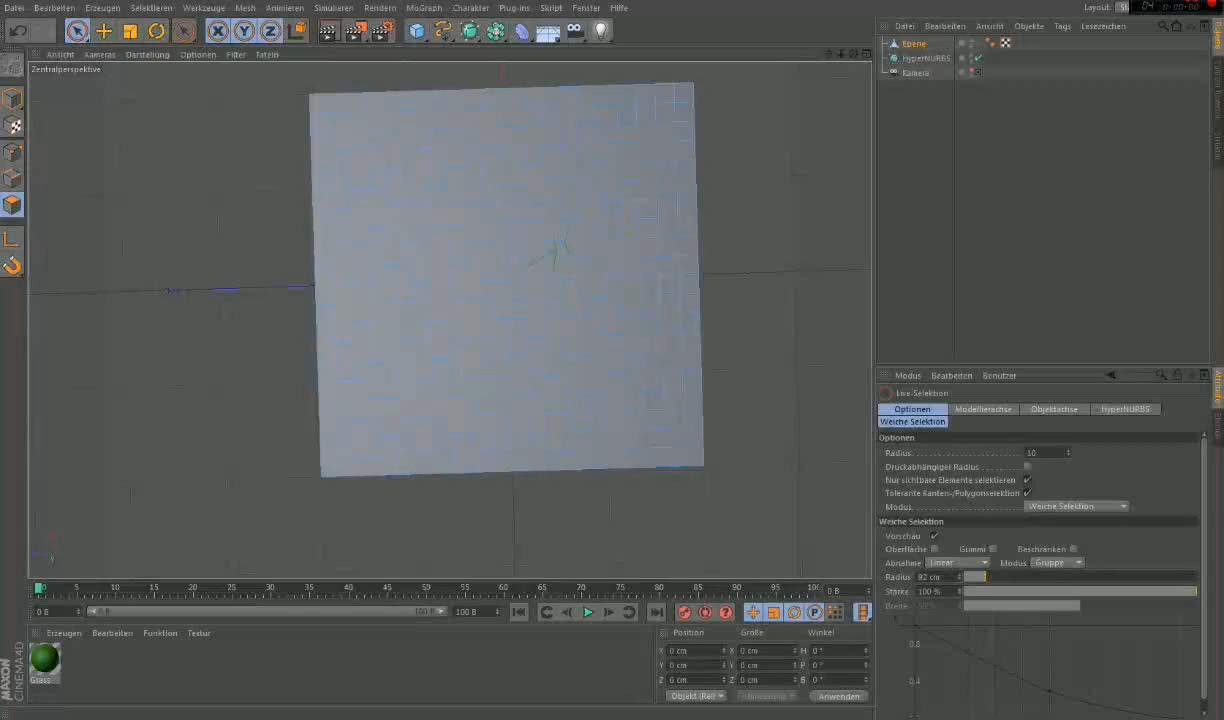 Datei Bearbeiten Erzeugen Selektieren Werkzeuge Mesh Animieren Simulieren Rendern MoGraph Charakter Plug-ins Skript Fenster Hilfe Layout:
Ansicht Kameras Darstellung Optionen Filter Tafeln
Zentralperspektive
Datei Bearbeiten Ansicht Objekte Tags Lesezeichen
Ebene
HyperNURBS
Kamera
Modus Bearbeiten Benutzer
Live-Selektion
Optionen Modellierachse Objektachse HyperNURBS
Weiche Selektion
Optionen
Radius 10
Druckabhängiger Radius
Nur sichtbare Elemente selektieren
Tolerante Kanten-/Polygonselektion
Modus Weiche Selektion
Weiche Selektion
Vorschau
Oberfläche Gummi Beschränken
Abnahme Linear Modus Gruppe
Radius 92 cm
Stärke 100 %
Breite
0.8
0.4
0 5 10 15 20 25 30 35 40 45 50 55 60 65 70 75 80 85 90 95 100 0 B
0 B 0 B 100 B 100 B
Erzeugen Bearbeiten Funktion Textur
Grass
Position Größe Winkel
X 0 cm X 0 cm H 0 °
Y 0 cm Y 0 cm P 0 °
Z 0 cm Z 0 cm B 0 °
Objekt (Rel) Anwenden
MAXON
CINEMA 4D